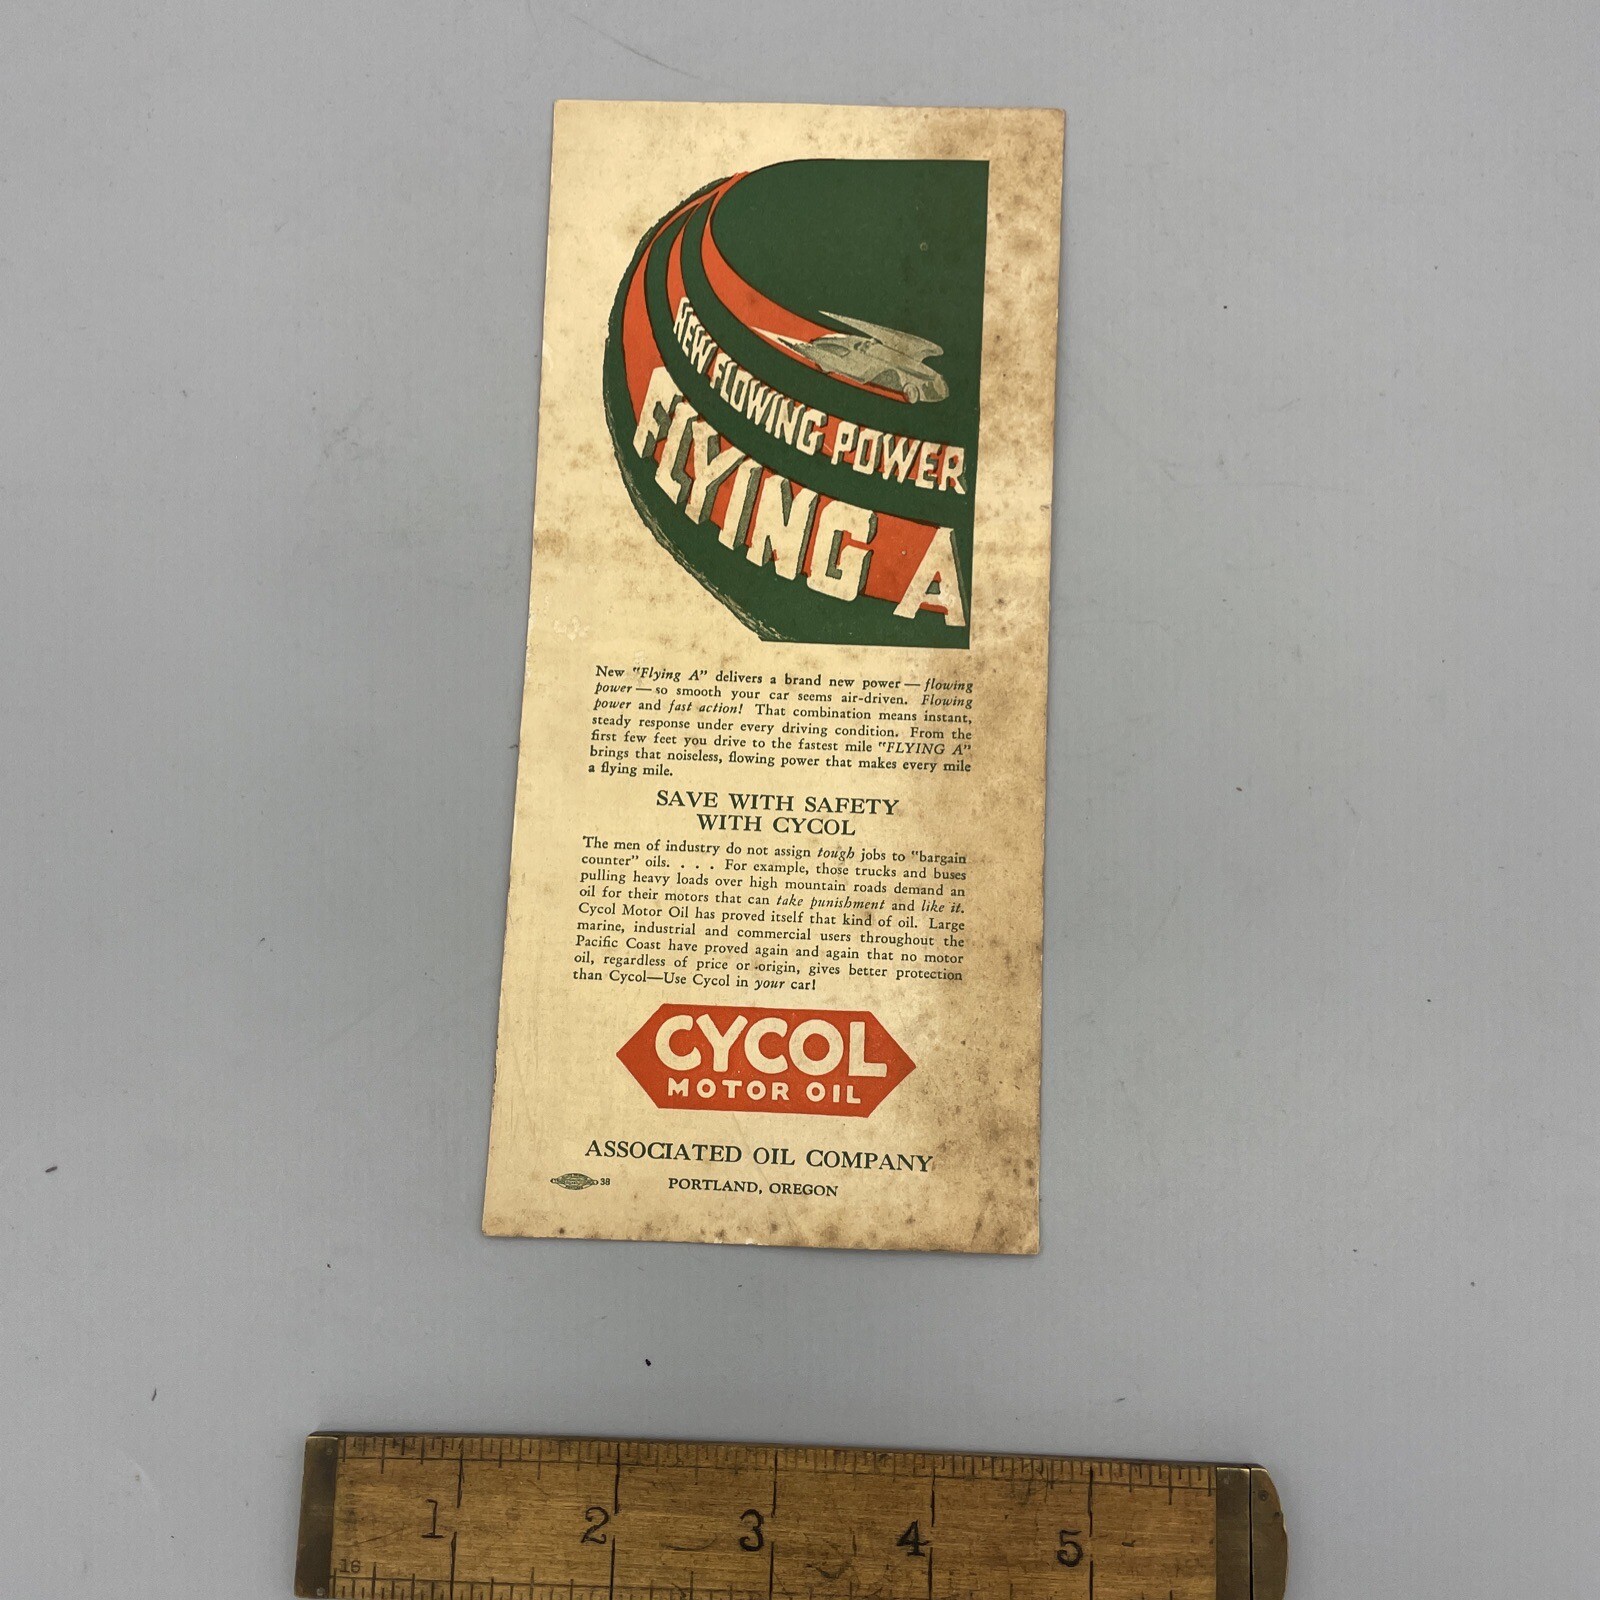 NEW FLOWING POWER
FLYING A
New "Flying A" delivers a brand new power — flowing
power — so smooth your car seems air-driven. Flowing
power and fast action! That combination means instant,
steady response under every driving condition. From the
first few feet you drive to the fastest mile "FLYING A"
brings that noiseless, flowing power that makes every mile
a flying mile.
SAVE WITH SAFETY
WITH CYCOL
The men of industry do not assign tough jobs to "bargain
counter" oils. . . . For example, those trucks and buses
pulling heavy loads over high mountain roads demand an
oil for their motors that can take punishment and like it.
Cycol Motor Oil has proved itself that kind of oil. Large
marine, industrial and commercial users throughout the
Pacific Coast have proved again and again that no motor
oil, regardless of price or origin, gives better protection
than Cycol—Use Cycol in your car!
CYCOL
MOTOR OIL
ASSOCIATED OIL COMPANY
38
PORTLAND, OREGON
1 2 3 4 5
16